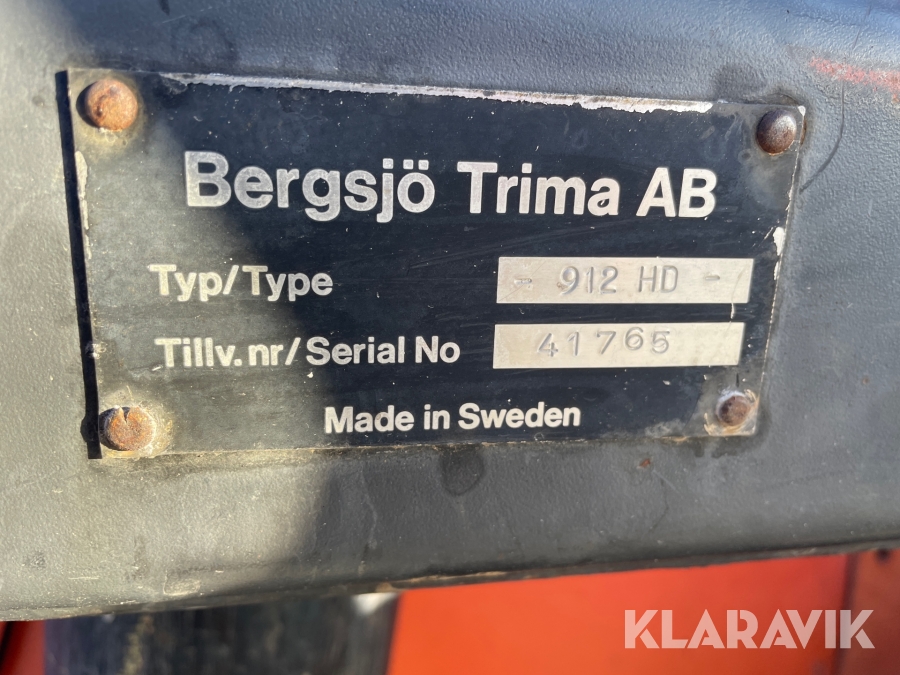 Bergsjö Trima AB
Typ/Type - 912 HD -
Tillv.nr/Serial No 41765
Made in Sweden
KLARAVIK